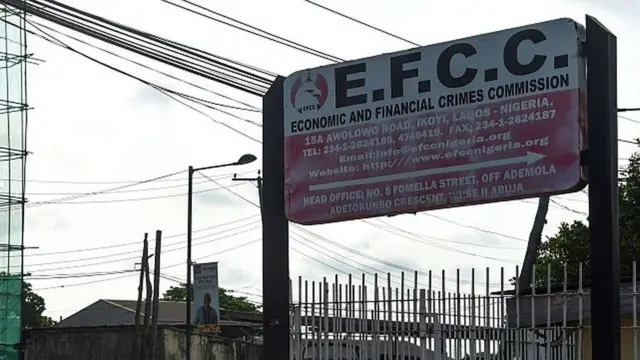 E.F.C.C.
ECONOMIC AND FINANCIAL CRIMES COMMISSION
15A AWOLOWO ROAD, IKOYI, LAGOS - NIGERIA.
TEL: 234-1-2624189, 4749419. FAX, 234-1-2624187
Email:info@efccnigeria.org
Website: http:///www.efccnigeria.org
HEAD OFFICE: NO. 5 FOMELLA STREET, OFF ADEMOLA
ADETOKUNBO CRESCENT, II ABUJA
EFCC